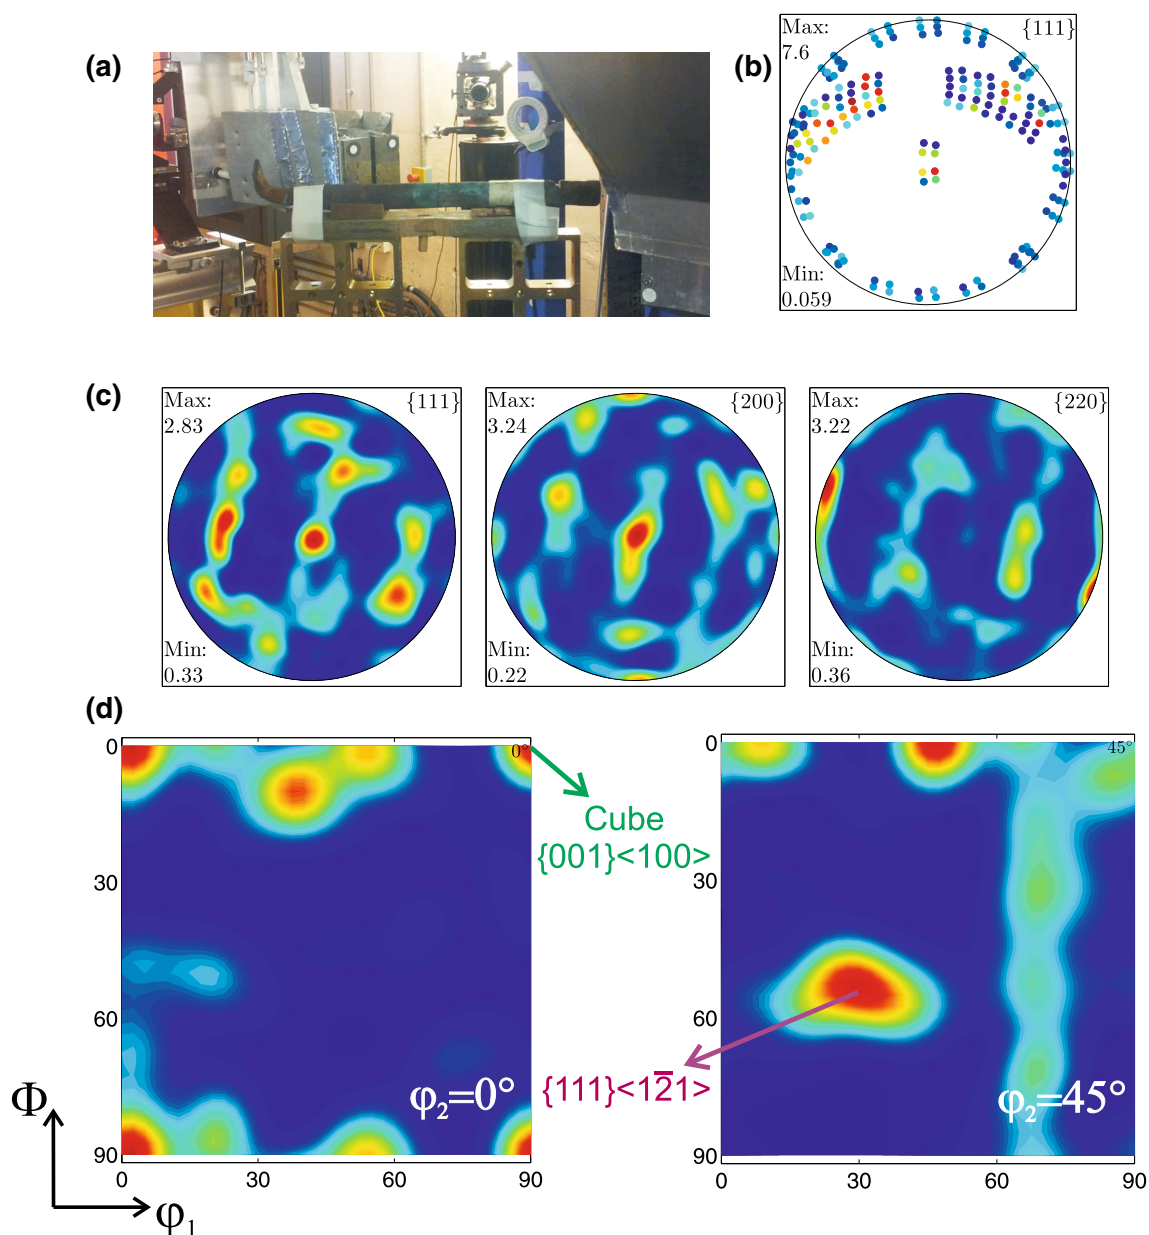 (a)
(b)
Max:
7.6
{111}
Min:
0.059
(c)
Max:
2.83
{111}
Min:
0.33
Max:
3.24
{200}
Min:
0.22
Max:
3.22
{220}
Min:
0.36
(d)
0
30
60
90
0
30
60
90
0°
φ₂=0°
Φ
φ₁
Cube
{001}<100>
{111}<12̅1>
0
30
60
90
0
30
60
90
45°
φ₂=45°